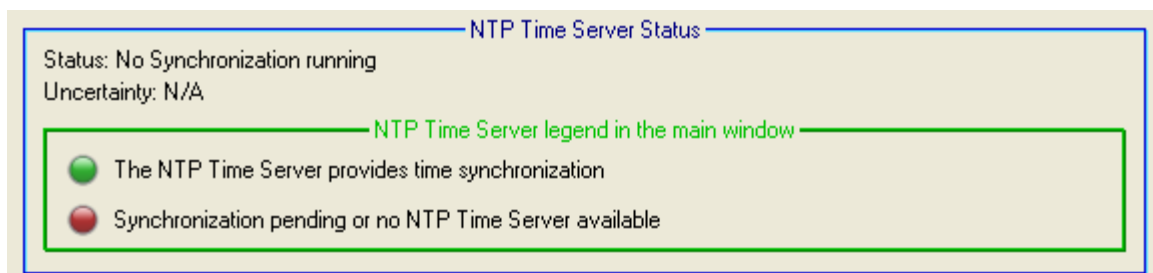 NTP Time Server Status
Status: No Synchronization running
Uncertainty: N/A
NTP Time Server legend in the main window
The NTP Time Server provides time synchronization
Synchronization pending or no NTP Time Server available